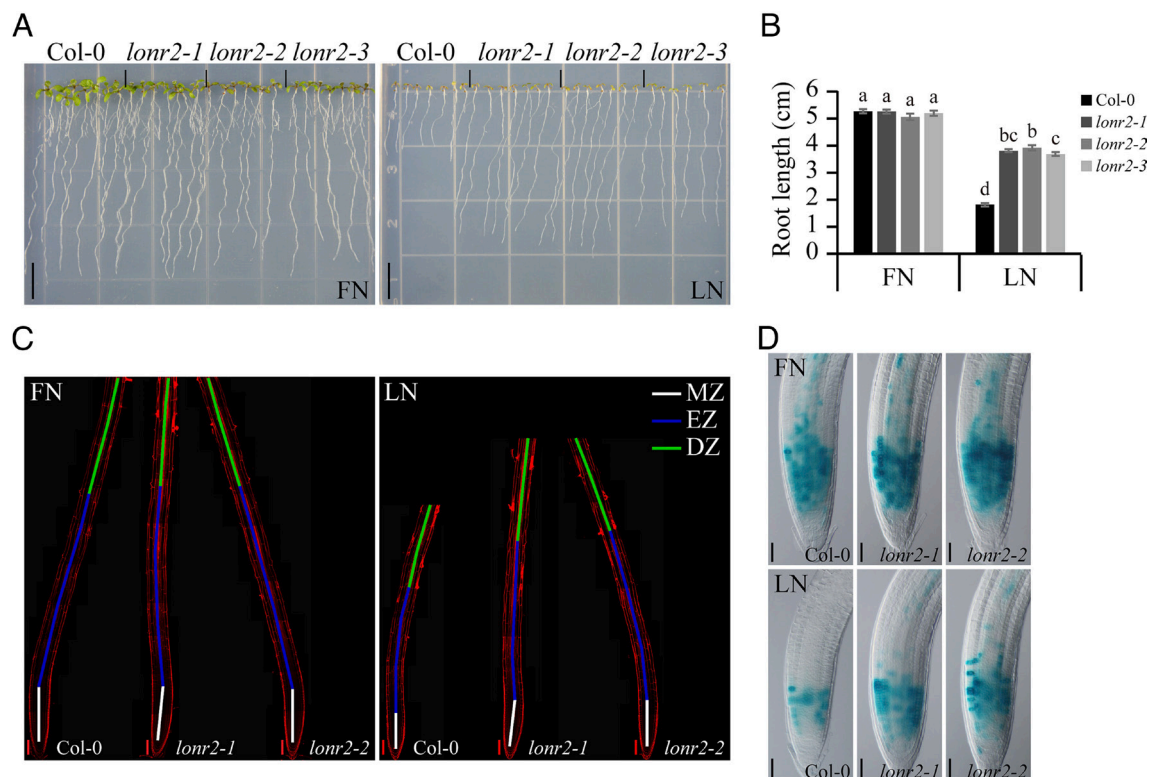 A
Col-0 lonr2-1 lonr2-2 lonr2-3
FN
Col-0 lonr2-1 lonr2-2 lonr2-3
4
3
2
LN
B
Root length (cm)
6
5
4
3
2
1
0
a a a a
d bc b c
FN LN
Col-0
lonr2-1
lonr2-2
lonr2-3
C
FN
Col-0 lonr2-1 lonr2-2
LN
MZ
EZ
DZ
Col-0 lonr2-1 lonr2-2
D
FN
Col-0 lonr2-1 lonr2-2
LN
Col-0 lonr2-1 lonr2-2